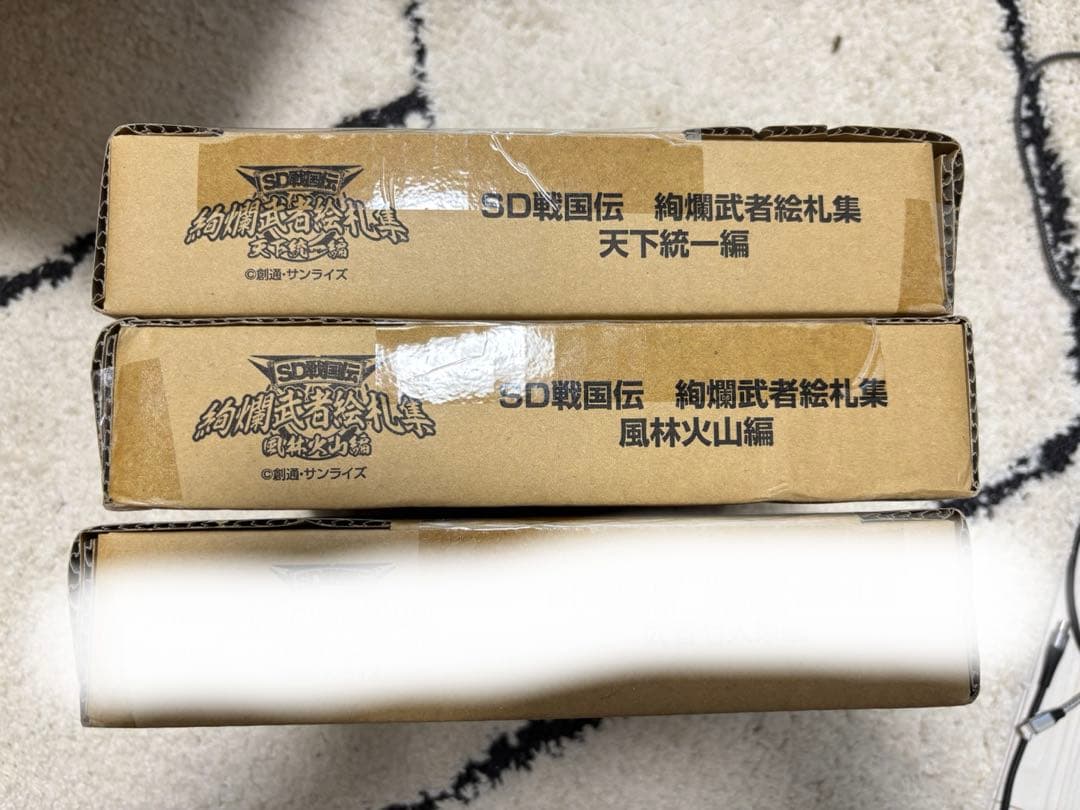 SD戦国伝
絢爛武者絵札集
天下統一編
©創通・サンライズ
SD戦国伝 絢爛武者絵札集
天下統一編
SD戦国伝
絢爛武者絵札集
風林火山編
©創通・サンライズ
SD戦国伝 絢爛武者絵札集
風林火山編